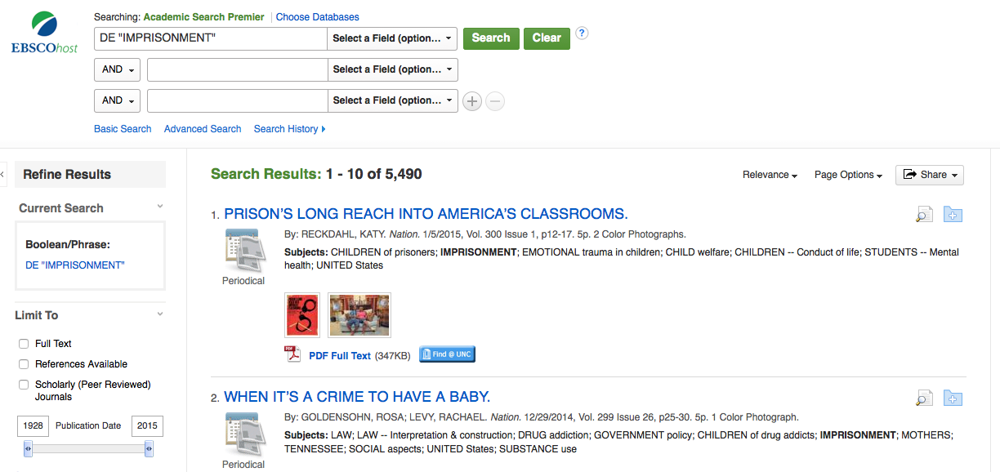 EBSCOhost
Searching: Academic Search Premier Choose Databases
DE "IMPRISONMENT" Select a Field (option... Search Clear ?
AND Select a Field (option...
AND Select a Field (option...
Basic Search Advanced Search Search History
Refine Results
Current Search
Boolean/Phrase:
DE "IMPRISONMENT"
Limit To
Full Text
References Available
Scholarly (Peer Reviewed)
Journals
1928 Publication Date 2015
Search Results: 1 - 10 of 5,490
Relevance Page Options Share
1. PRISON'S LONG REACH INTO AMERICA'S CLASSROOMS.
By: RECKDAHL, KATY. Nation. 1/5/2015, Vol. 300 Issue 1, p12-17. 5p. 2 Color Photographs.
Subjects: CHILDREN of prisoners; IMPRISONMENT; EMOTIONAL trauma in children; CHILD welfare; CHILDREN -- Conduct of life; STUDENTS -- Mental
health; UNITED States
Periodical
PDF
PDF Full Text (347KB) Find @ UNC
2. WHEN IT'S A CRIME TO HAVE A BABY.
By: GOLDENSOHN, ROSA; LEVY, RACHAEL. Nation. 12/29/2014, Vol. 299 Issue 26, p25-30. 5p. 1 Color Photograph.
Subjects: LAW; LAW -- Interpretation & construction; DRUG addiction; GOVERNMENT policy; CHILDREN of drug addicts; IMPRISONMENT; MOTHERS;
TENNESSEE; SOCIAL aspects; UNITED States; SUBSTANCE use
Periodical